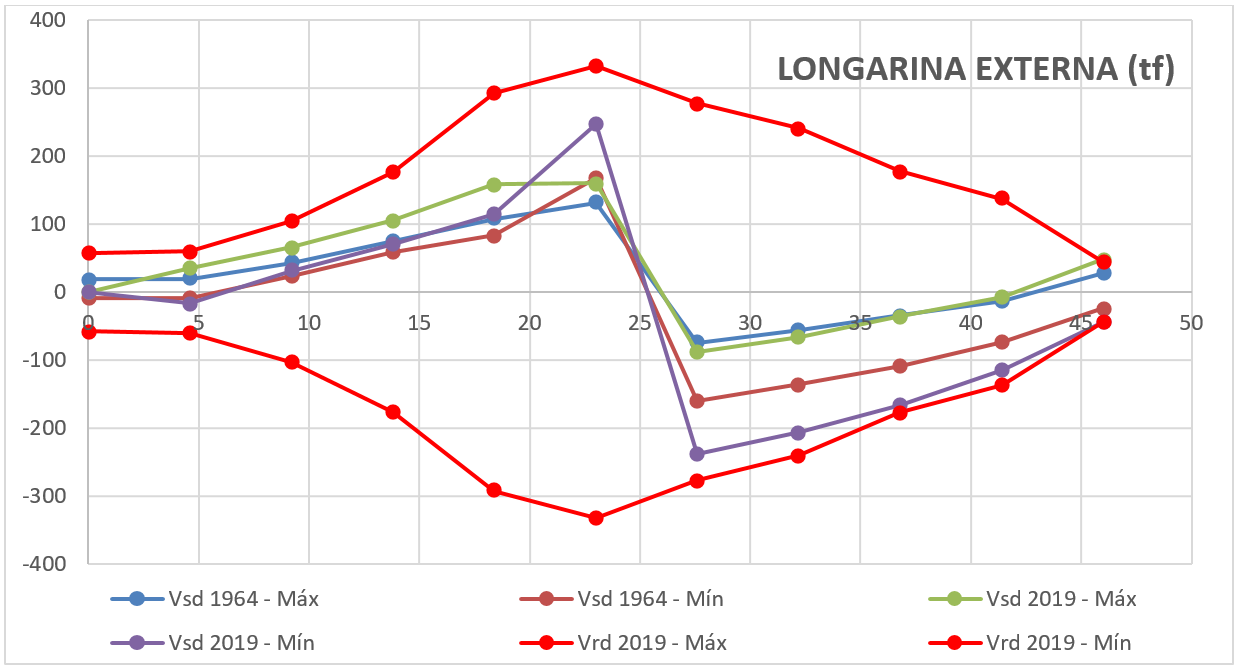 LONGARINA EXTERNA (tf)
400
300
200
100
0
-100
-200
-300
-400
0 5 10 15 20 25 30 35 40 45 50
Vsd 1964 - Máx Vsd 1964 - Mín Vsd 2019 - Máx
Vsd 2019 - Mín Vrd 2019 - Máx Vrd 2019 - Mín